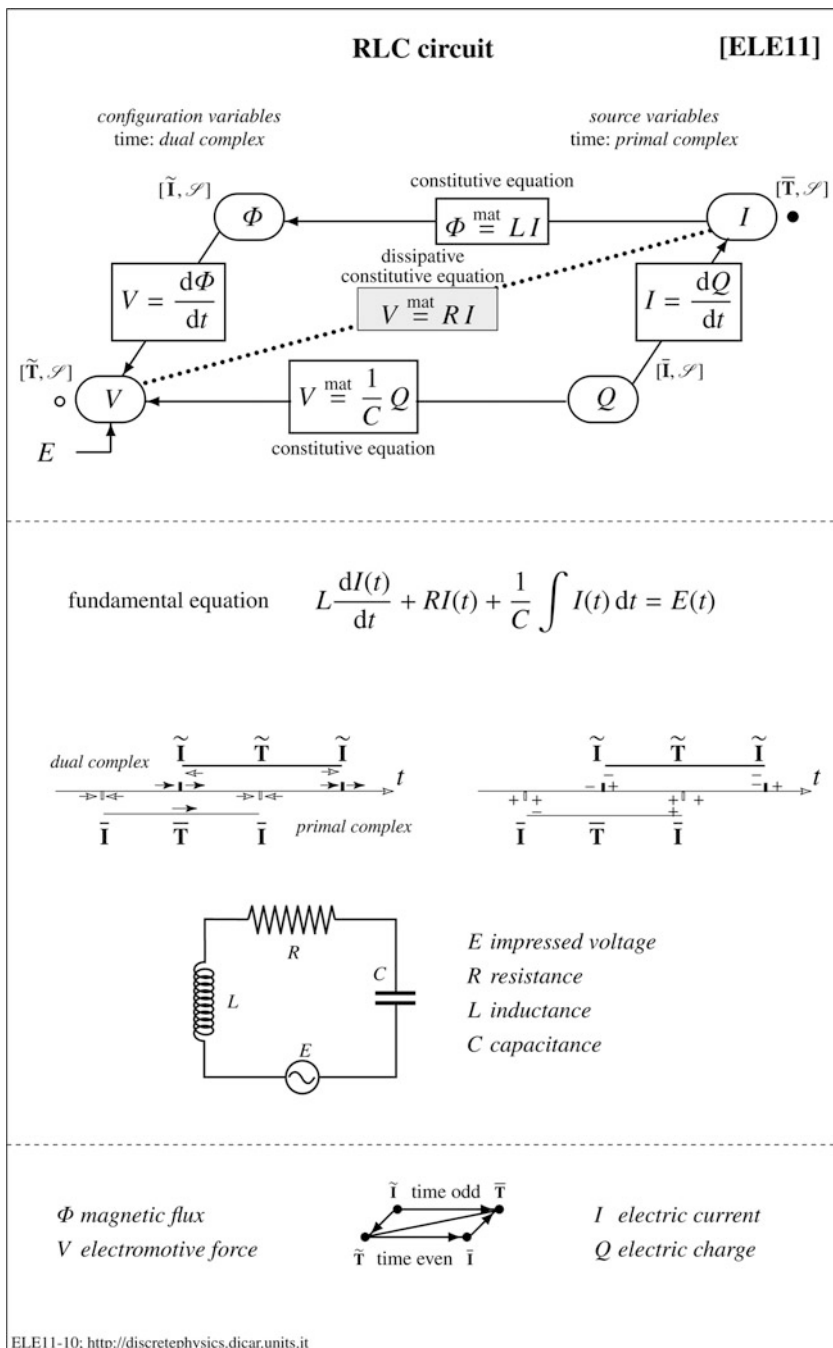 RLC circuit [ELE11]
configuration variables
time: dual complex
source variables
time: primal complex
[Ĩ, 𝒮] Φ
constitutive equation
Φ mat= L I
I [T̄, 𝒮]
dissipative
constitutive equation
V mat= R I
V = dΦ/dt
I = dQ/dt
[T̃, 𝒮] V
V mat= 1/C Q
Q [Ī, 𝒮]
E
constitutive equation
fundamental equation L dI(t)/dt + RI(t) + 1/C ∫ I(t) dt = E(t)
Ĩ T̃ Ĩ
dual complex
t
Ī T̄ Ī primal complex
Ĩ T̃ Ĩ
− − − + − − +
t
+ + − + + +
Ī T̄ Ī
R
L
C
E
E impressed voltage
R resistance
L inductance
C capacitance
Φ magnetic flux
V electromotive force
Ĩ time odd T̄
T̃ time even Ī
I electric current
Q electric charge
ELE11-10; http://discretephysics.dicar.units.it